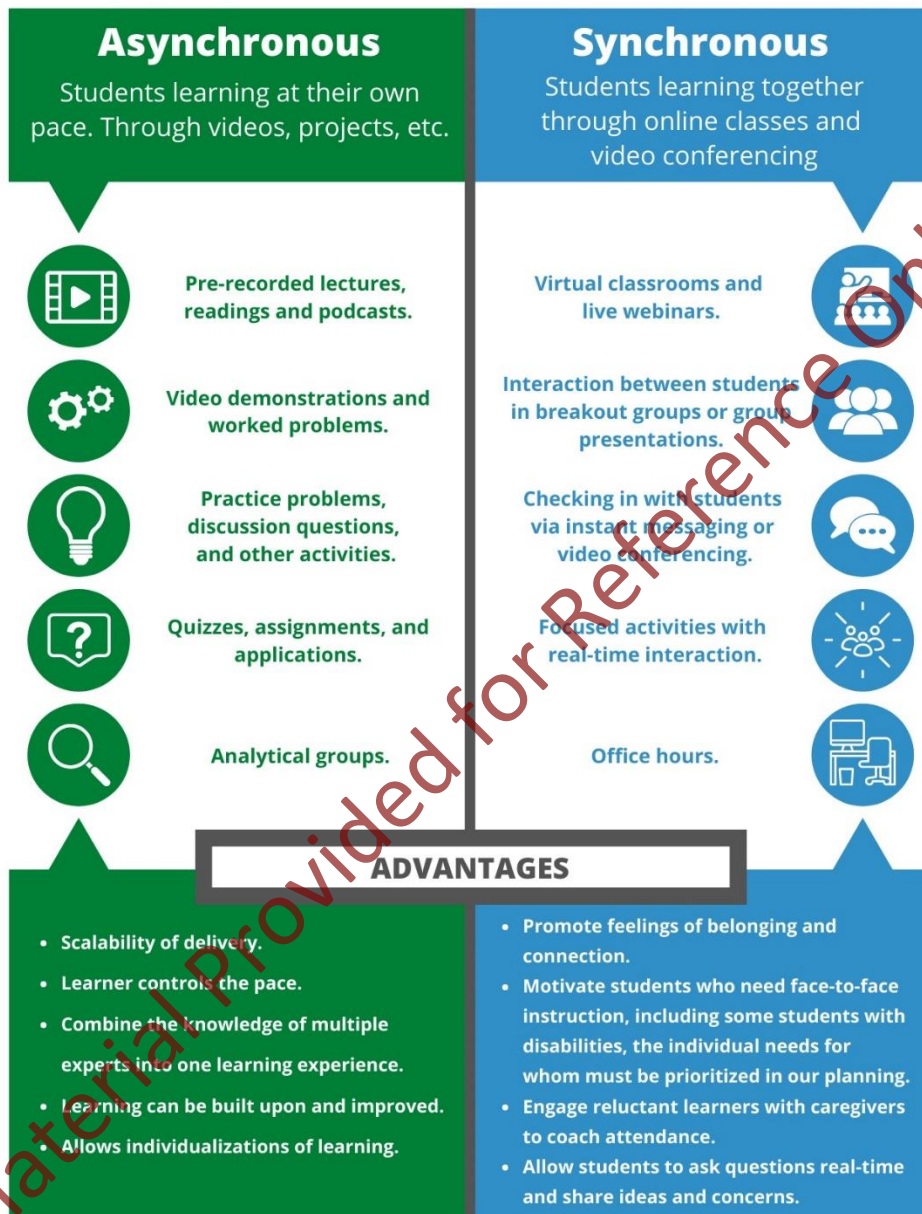 Asynchronous
Students learning at their own
pace. Through videos, projects, etc.
Pre-recorded lectures,
readings and podcasts.
Video demonstrations and
worked problems.
Practice problems,
discussion questions,
and other activities.
Quizzes, assignments, and
applications.
Analytical groups.
Synchronous
Students learning together
through online classes and
video conferencing
Virtual classrooms and
live webinars.
Interaction between students
in breakout groups or group
presentations.
Checking in with students
via instant messaging or
video conferencing.
Focused activities with
real-time interaction.
Office hours.
ADVANTAGES
• Scalability of delivery.
• Learner controls the pace.
• Combine the knowledge of multiple
experts into one learning experience.
• Learning can be built upon and improved.
• Allows individualizations of learning.
• Promote feelings of belonging and
connection.
• Motivate students who need face-to-face
instruction, including some students with
disabilities, the individual needs for
whom must be prioritized in our planning.
• Engage reluctant learners with caregivers
to coach attendance.
• Allow students to ask questions real-time
and share ideas and concerns.
Provided for Reference